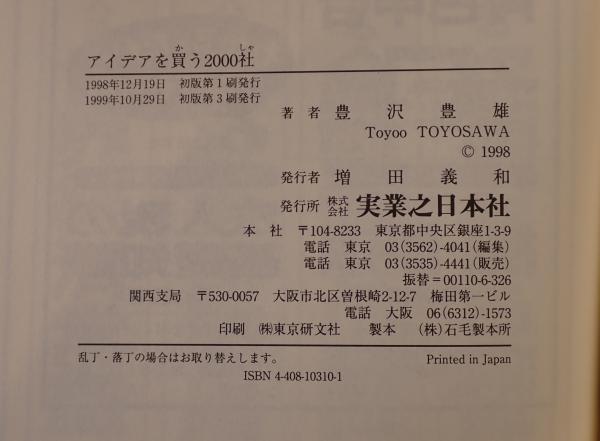 アイデアを買う2000社
か しゃ
1998年12月19日 初版第1刷発行
1999年10月29日 初版第3刷発行
著者 豊沢豊雄
Toyoo TOYOSAWA
© 1998
発行者 増田義和
発行所 株式会社 実業之日本社
本社 〒104-8233 東京都中央区銀座1-3-9
電話 東京 03(3562)-4041(編集)
電話 東京 03(3535)-4441(販売)
振替=00110-6-326
関西支局 〒530-0057 大阪市北区曽根崎2-12-7 梅田第一ビル
電話 大阪 06(6312)-1573
印刷 ㈱東京研文社 製本 (株)石毛製本所
乱丁・落丁の場合はお取り替えします。 Printed in Japan
ISBN 4-408-10310-1